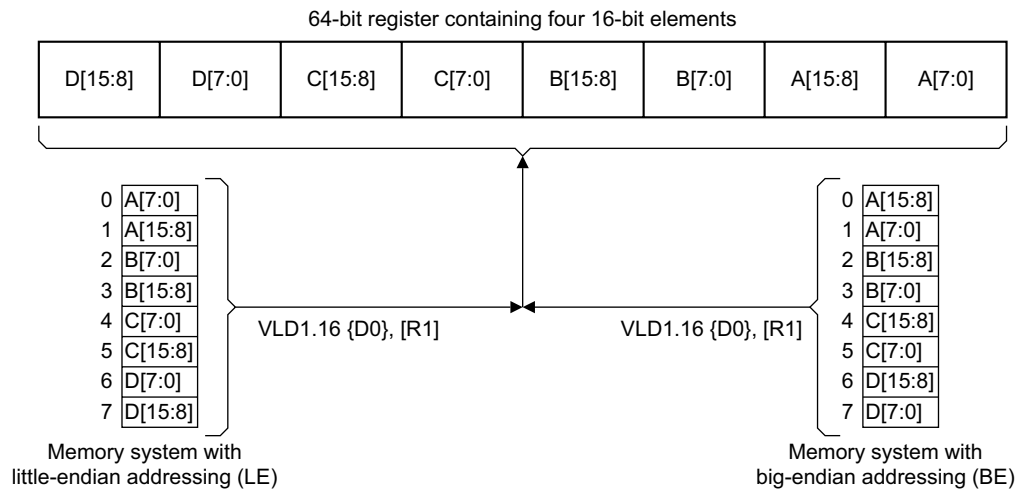 64-bit register containing four 16-bit elements
D[15:8] D[7:0] C[15:8] C[7:0] B[15:8] B[7:0] A[15:8] A[7:0]
0 A[7:0]
1 A[15:8]
2 B[7:0]
3 B[15:8]
4 C[7:0]
5 C[15:8]
6 D[7:0]
7 D[15:8]
VLD1.16 {D0}, [R1]
Memory system with
little-endian addressing (LE)
VLD1.16 {D0}, [R1]
0 A[15:8]
1 A[7:0]
2 B[15:8]
3 B[7:0]
4 C[15:8]
5 C[7:0]
6 D[15:8]
7 D[7:0]
Memory system with
big-endian addressing (BE)